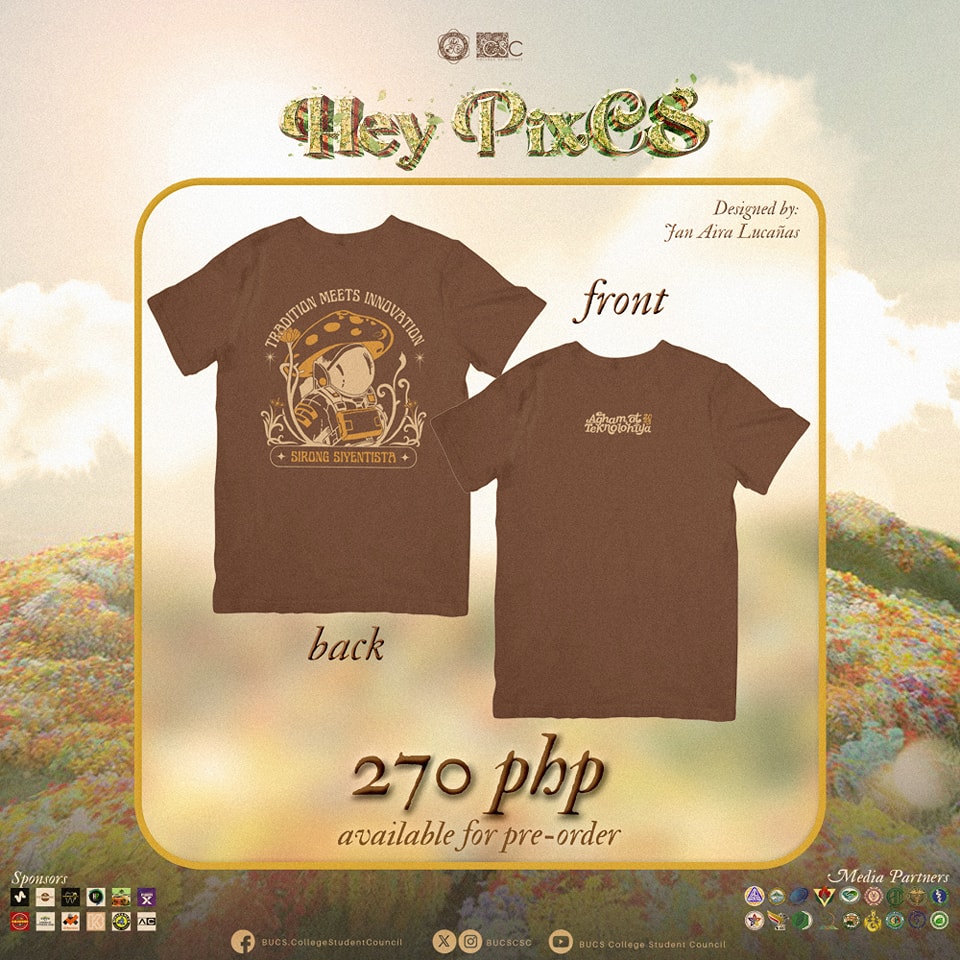 CSC
Hey PixCS
Designed by:
Jan Aira Lucañas
front
TRADITION MEETS INNOVATION
SIRONG SIYENTISTA
Agham at
Teknolohiya
back
270 php
available for pre-order
Sponsors
Media Partners
BUCS.CollegeStudentCouncil
BUCSCSC
BUCS College Student Council